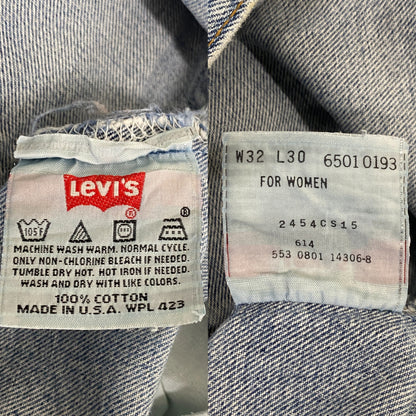 Levi's ®
105F
®
MACHINE WASH WARM. NORMAL CYCLE.
ONLY NON-CHLORINE BLEACH IF NEEDED.
TUMBLE DRY HOT. HOT IRON IF NEEDED.
WASH AND DRY WITH LIKE COLORS.
100% COTTON
MADE IN U.S.A. WPL 423
W32 L30 65010193
FOR WOMEN
2454CS15
614
553 0801 14306-8